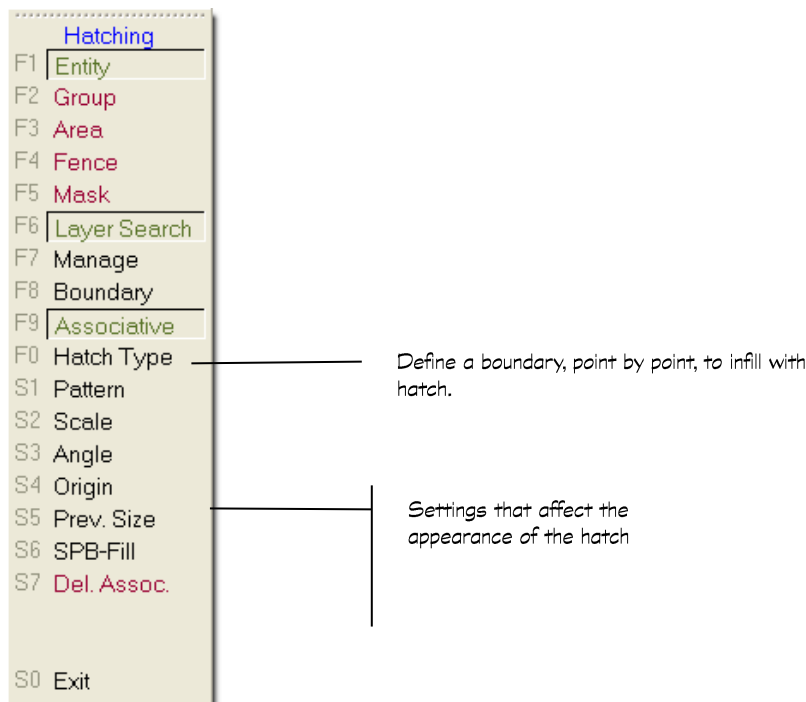 Hatching
F1 Entity
F2 Group
F3 Area
F4 Fence
F5 Mask
F6 Layer Search
F7 Manage
F8 Boundary
F9 Associative
F0 Hatch Type
S1 Pattern
S2 Scale
S3 Angle
S4 Origin
S5 Prev. Size
S6 SPB-Fill
S7 Del. Assoc.
S0 Exit
Define a boundary, point by point, to infill with
hatch.
Settings that affect the
appearance of the hatch